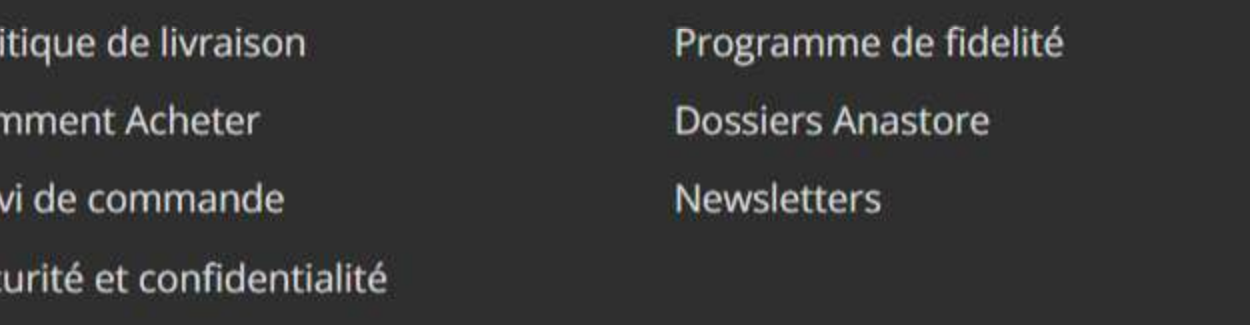 itique de livraison
mment Acheter
vi de commande
curité et confidentialité
Programme de fidelité
Dossiers Anastore
Newsletters